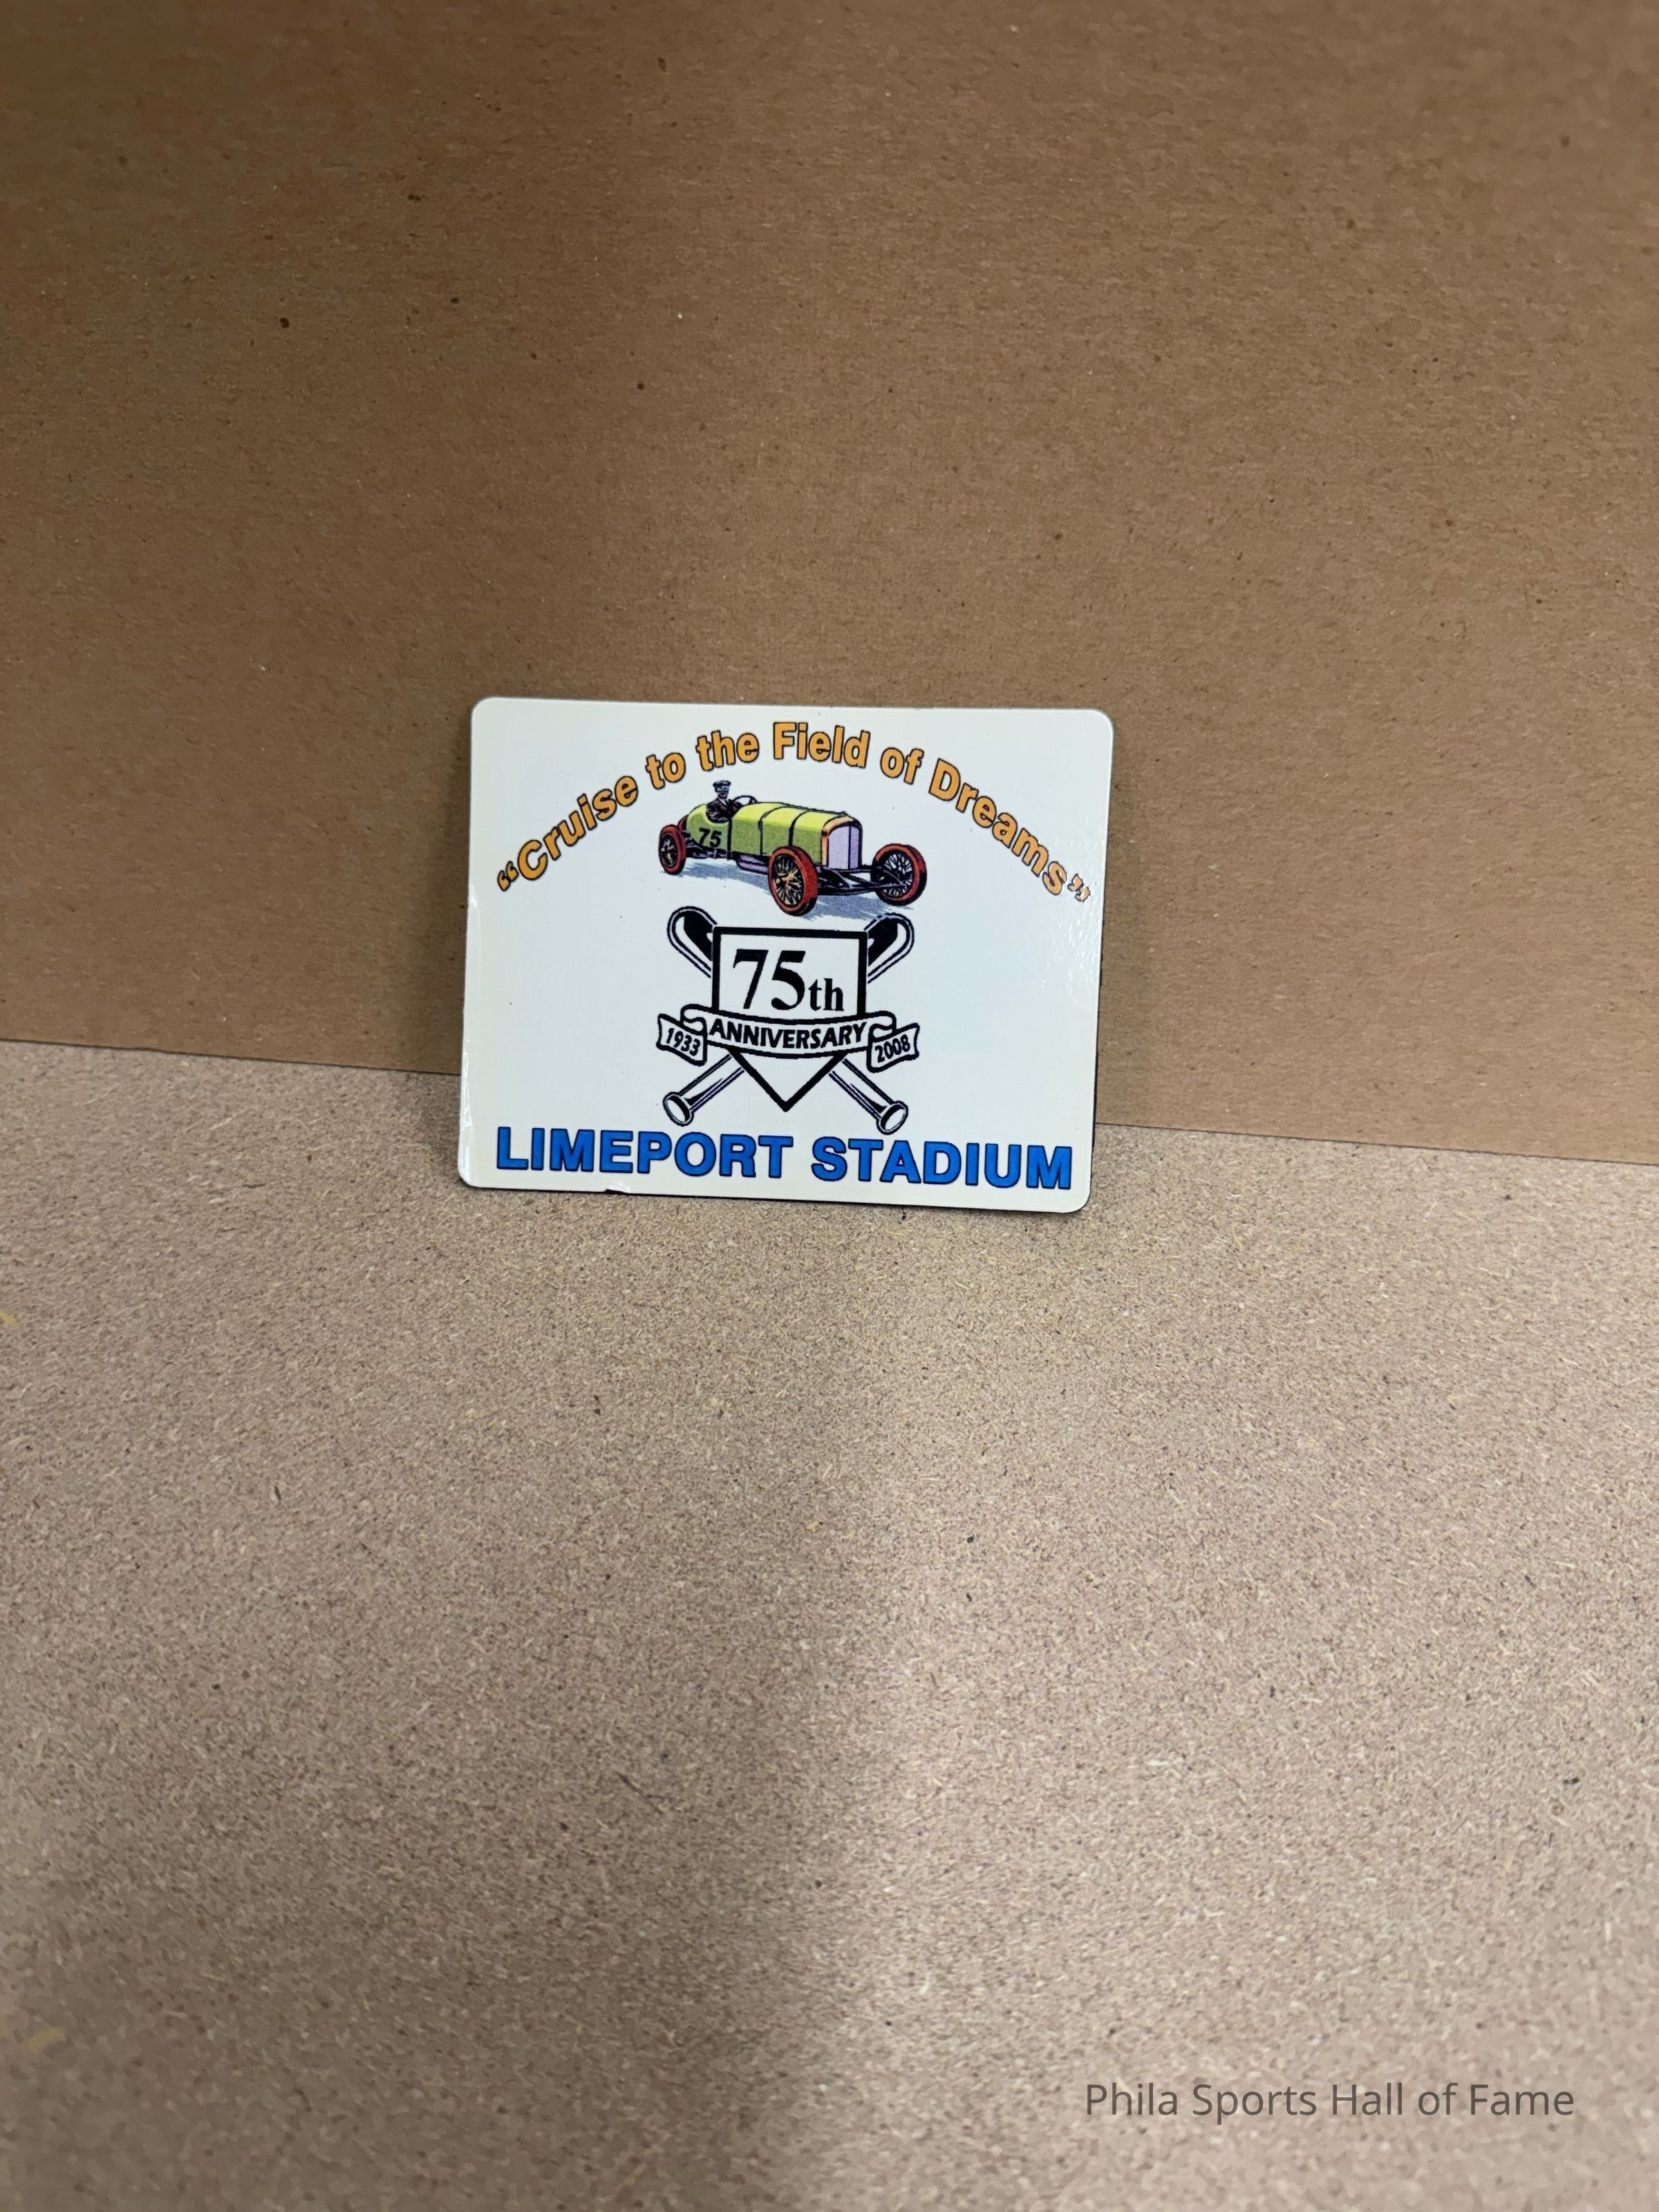 “Cruise to the Field of Dreams”
75
75th
ANNIVERSARY
1933
2008
LIMEPORT STADIUM
Phila Sports Hall of Fame